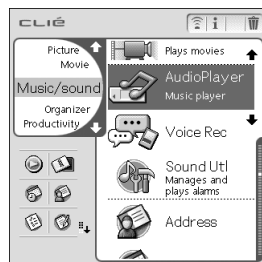 CLIÉ
i
Picture
Movie
Music/sound
Organizer
Productivity
Plays movies
AudioPlayer
Music player
Voice Rec
Sound Utl
Manages and
plays alarms
Address